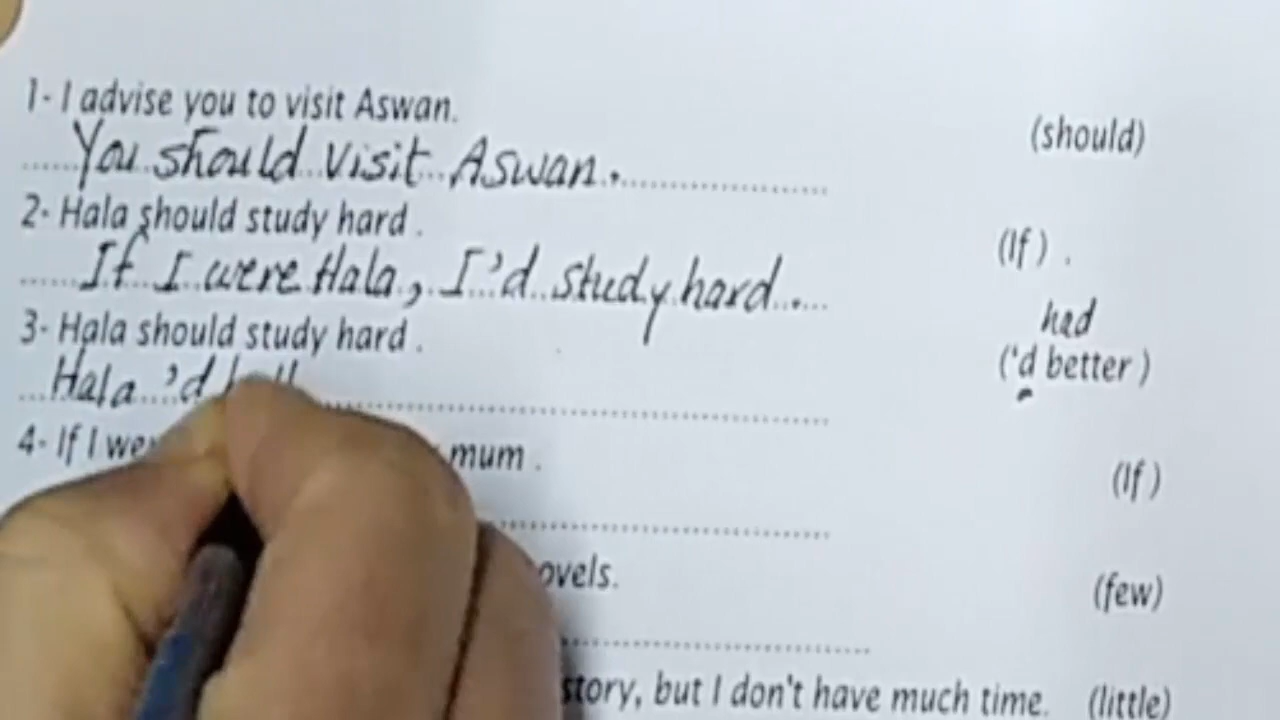 1- I advise you to visit Aswan. (should)
You should visit Aswan.
2- Hala should study hard . (If ) .
If I were Hala, I'd study hard.
3- Hala should study hard . had
('d better )
Hala 'd
4- If I mum . (If )
(few)
story, but I don't have much time. (little)